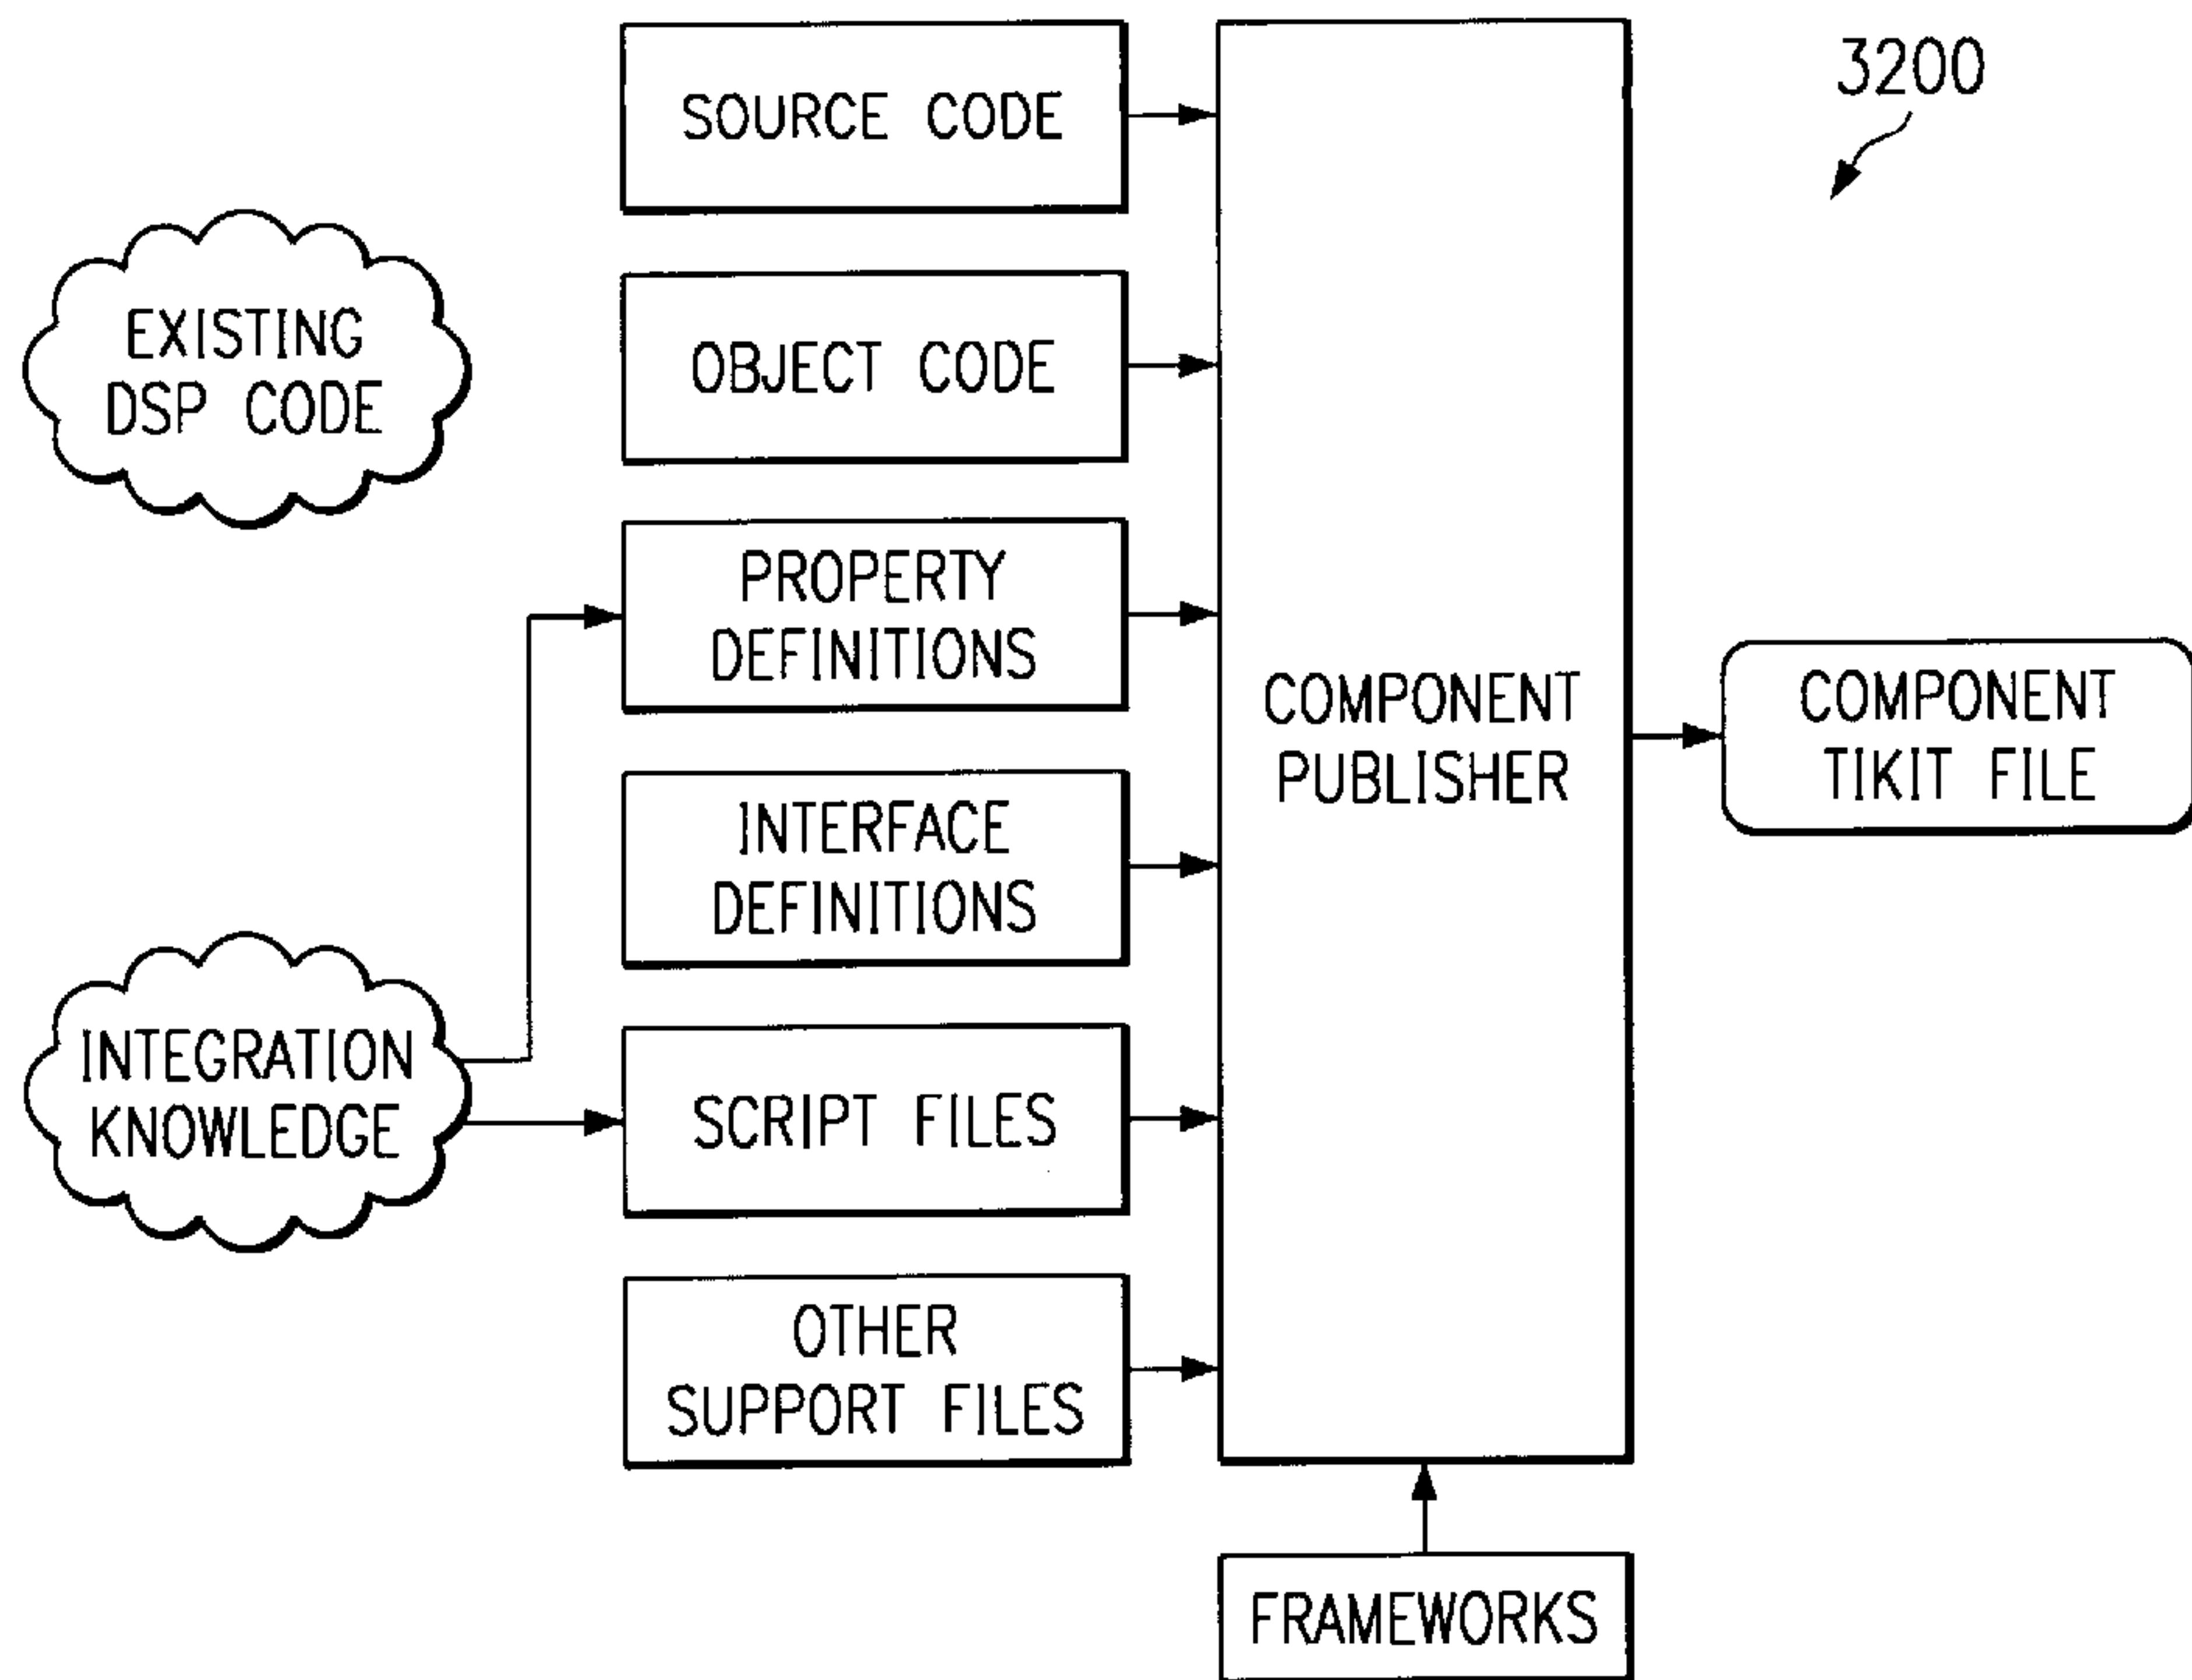 3200
SOURCE CODE
OBJECT CODE
EXISTING
DSP CODE
PROPERTY
DEFINITIONS
INTERFACE
DEFINITIONS
INTEGRATION
KNOWLEDGE
SCRIPT FILES
OTHER
SUPPORT FILES
COMPONENT
PUBLISHER
COMPONENT
TIKIT FILE
FRAMEWORKS